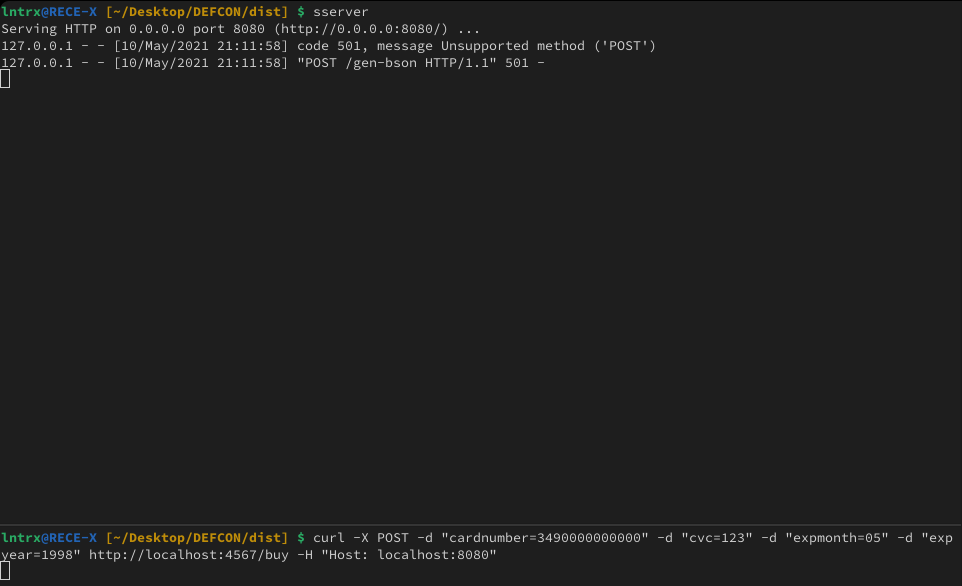 lntrx@RECE-X [~/Desktop/DEFCON/dist] $ sserver
Serving HTTP on 0.0.0.0 port 8080 (http://0.0.0.0:8080/) ...
127.0.0.1 - - [10/May/2021 21:11:58] code 501, message Unsupported method ('POST')
127.0.0.1 - - [10/May/2021 21:11:58] "POST /gen-bson HTTP/1.1" 501 -
lntrx@RECE-X [~/Desktop/DEFCON/dist] $ curl -X POST -d "cardnumber=3490000000000" -d "cvc=123" -d "expmonth=05" -d "exp
year=1998" http://localhost:4567/buy -H "Host: localhost:8080"